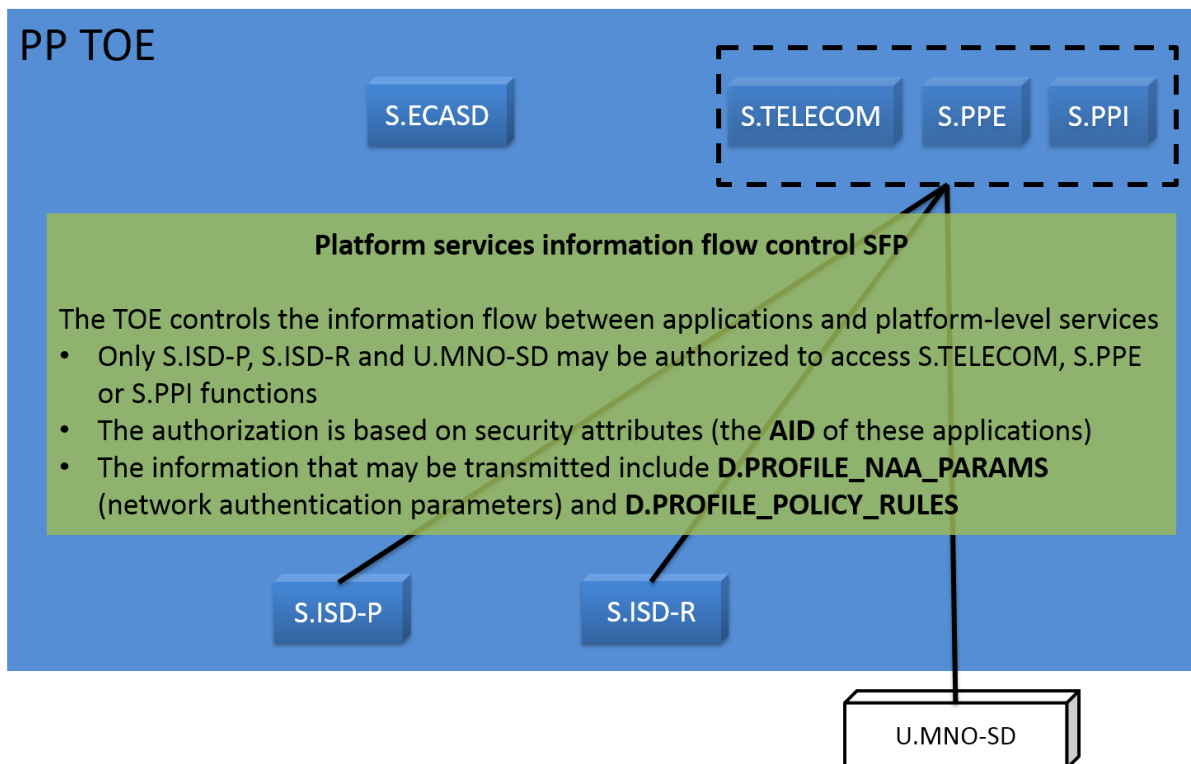 PP TOE
S.ECASD
S.TELECOM
S.PPE
S.PPI
Platform services information flow control SFP
The TOE controls the information flow between applications and platform-level services
• Only S.ISD-P, S.ISD-R and U.MNO-SD may be authorized to access S.TELECOM, S.PPE
or S.PPI functions
• The authorization is based on security attributes (the AID of these applications)
• The information that may be transmitted include D.PROFILE_NAA_PARAMS
(network authentication parameters) and D.PROFILE_POLICY_RULES
S.ISD-P
S.ISD-R
U.MNO-SD